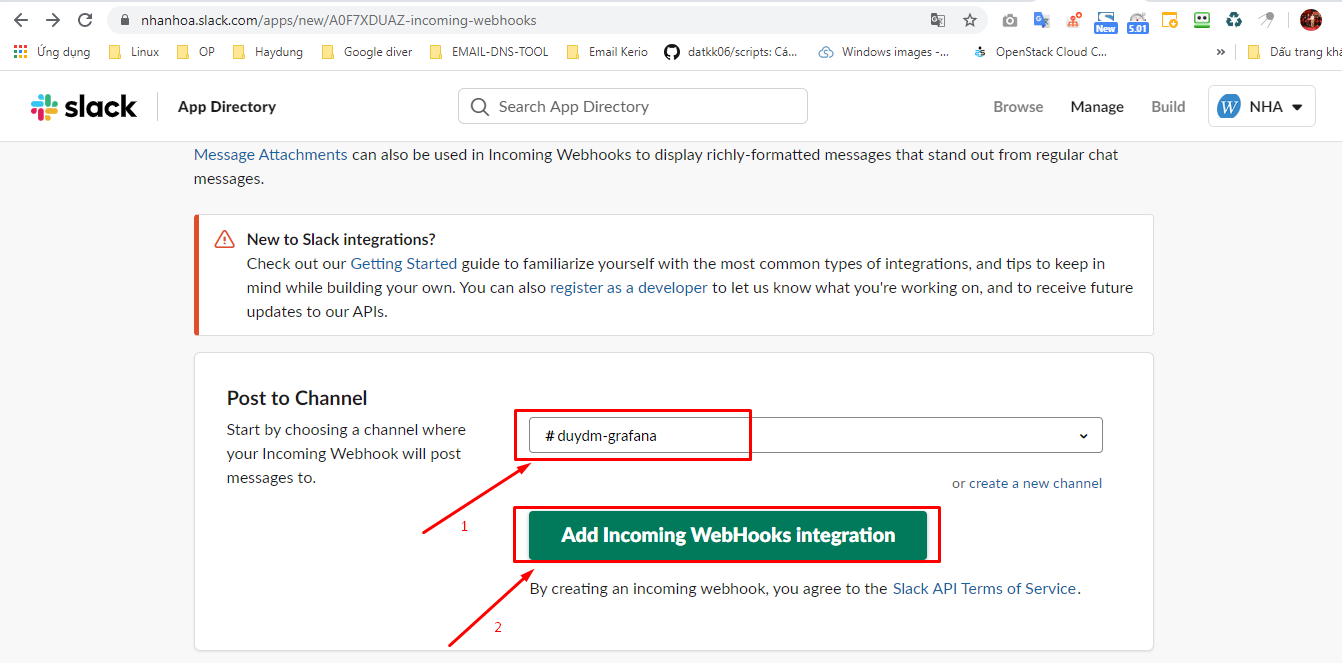 nhanhoa.slack.com/apps/new/A0F7XDUAZ-incoming-webhooks
New
5.01
Ứng dụng
Linux
OP
Haydung
Google diver
EMAIL-DNS-TOOL
Email Kerio
datkk06/scripts: Cá...
Windows images -...
OpenStack Cloud C...
»
Dấu trang khá
slack
App Directory
Search App Directory
Browse
Manage
Build
W
NHA
Message Attachments can also be used in Incoming Webhooks to display richly-formatted messages that stand out from regular chat
messages.
New to Slack integrations?
Check out our Getting Started guide to familiarize yourself with the most common types of integrations, and tips to keep in
mind while building your own. You can also register as a developer to let us know what you're working on, and to receive future
updates to our APIs.
Post to Channel
Start by choosing a channel where
your Incoming Webhook will post
messages to.
# duydm-grafana
or create a new channel
1
Add Incoming WebHooks integration
By creating an incoming webhook, you agree to the Slack API Terms of Service.
2